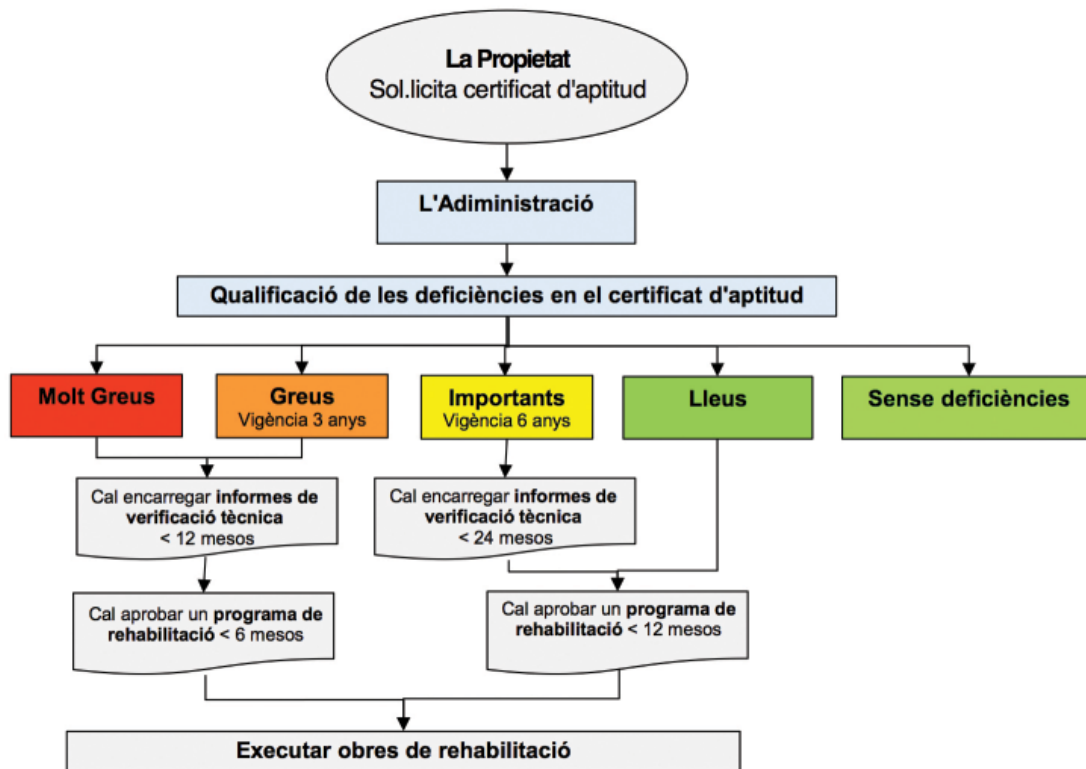 La Propietat
Sol.licita certificat d'aptitud
L'Adiministració
Qualificació de les deficiències en el certificat d'aptitud
Molt Greus
Greus
Vigència 3 anys
Importants
Vigència 6 anys
Lleus
Sense deficiències
Cal encarregar informes de
verificació tècnica
< 12 mesos
Cal encarregar informes de
verificació tècnica
< 24 mesos
Cal aprobar un programa de
rehabilitació < 6 mesos
Cal aprobar un programa de
rehabilitació < 12 mesos
Executar obres de rehabilitació